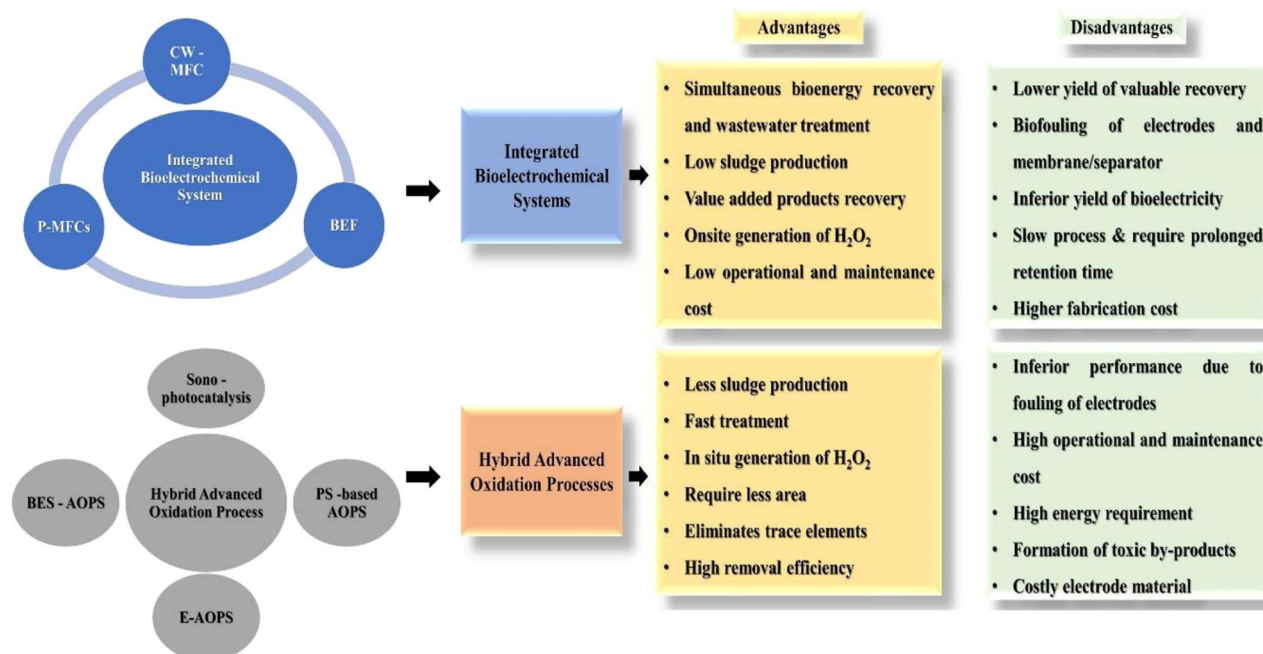 CW -
MFC
Integrated
Bioelectrochemical
System
P-MFCs
BEF
Integrated
Bioelectrochemical
Systems
Advantages
• Simultaneous bioenergy recovery
and wastewater treatment
• Low sludge production
• Value added products recovery
• Onsite generation of H₂O₂
• Low operational and maintenance
cost
Disadvantages
• Lower yield of valuable recovery
• Biofouling of electrodes and
membrane/separator
• Inferior yield of bioelectricity
• Slow process & require prolonged
retention time
• Higher fabrication cost
Sono -
photocatalysis
BES - AOPS
Hybrid Advanced
Oxidation Process
PS -based
AOPS
E-AOPS
Hybrid Advanced
Oxidation Processes
• Less sludge production
• Fast treatment
• In situ generation of H₂O₂
• Require less area
• Eliminates trace elements
• High removal efficiency
• Inferior performance due to
fouling of electrodes
• High operational and maintenance
cost
• High energy requirement
• Formation of toxic by-products
• Costly electrode material